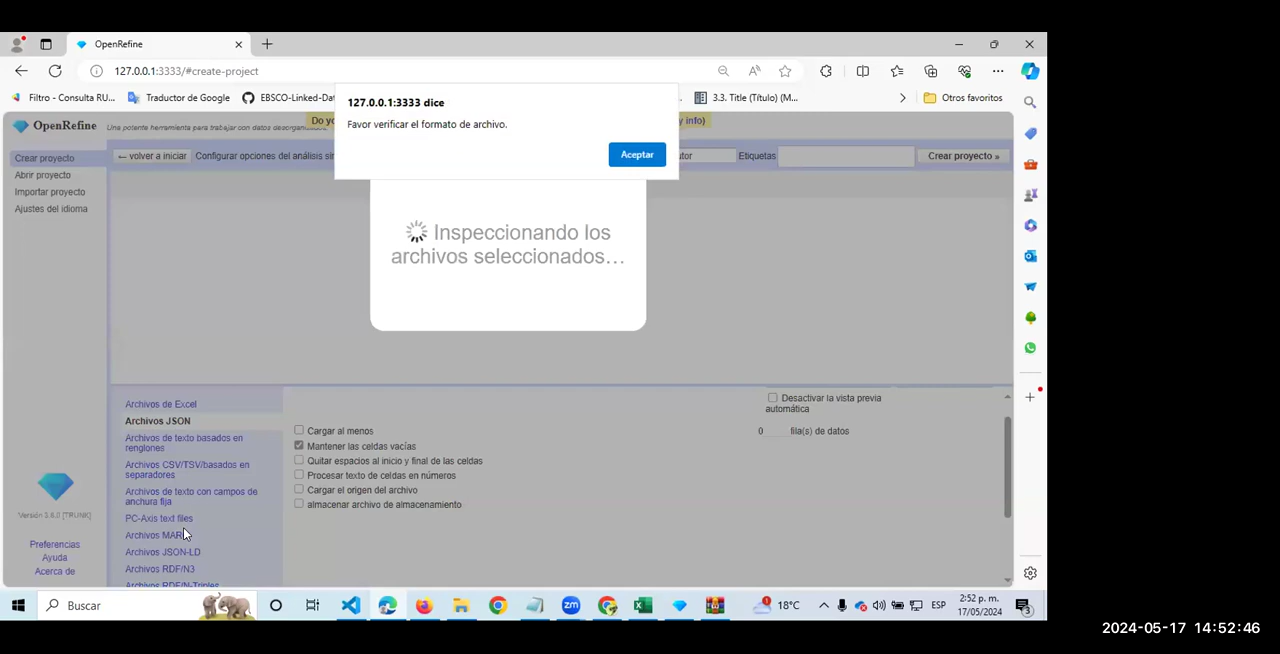 OpenRefine
127.0.0.1:3333/#create-project
Filtro - Consulta RU...
Traductor de Google
EBSCO-Linked-Dat
3.3. Title (Título) (M...
Otros favoritos
127.0.0.1:3333 dice
Favor verificar el formato de archivo.
Aceptar
OpenRefine
Una potente herramienta para trabajar con datos desorganizados
Do yo
y info)
Crear proyecto
Abrir proyecto
Importar proyecto
Ajustes del idioma
← volver a iniciar
Configurar opciones del análisis sin
utor
Etiquetas
Crear proyecto »
Inspeccionando los
archivos seleccionados...
Archivos de Excel
Archivos JSON
Archivos de texto basados en
renglones
Archivos CSV/TSV/basados en
separadores
Archivos de texto con campos de
anchura fija
PC-Axis text files
Archivos MARC
Archivos JSON-LD
Archivos RDF/N3
Archivos RDF/N-Triples
Cargar al menos
Mantener las celdas vacías
Quitar espacios al inicio y final de las celdas
Procesar texto de celdas en números
Cargar el origen del archivo
almacenar archivo de almacenamiento
Desactivar la vista previa
automática
0 fila(s) de datos
Preferencias
Ayuda
Acerca de
Buscar
18°C
ESP
2:52 p. m.
17/05/2024
3
2024-05-17 14:52:46